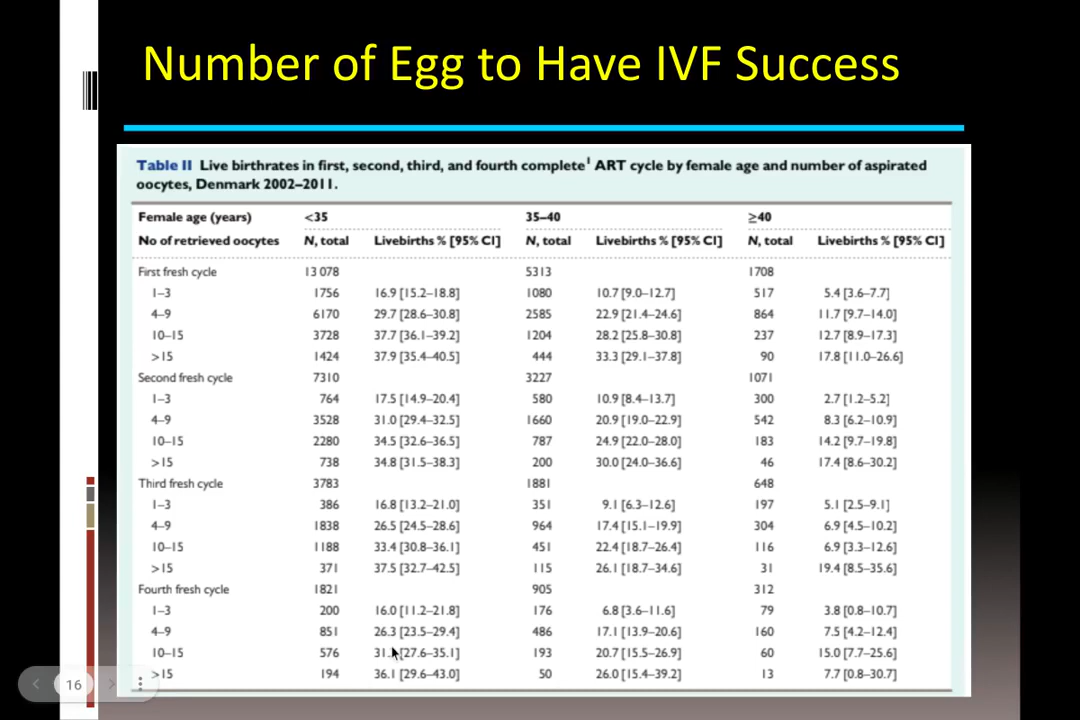 Number of Egg to Have IVF Success
Table II Live birthrates in first, second, third, and fourth complete¹ ART cycle by female age and number of aspirated
oocytes, Denmark 2002–2011.
Female age (years) <35 35–40 ≥40
No of retrieved oocytes N, total Livebirths % [95% CI] N, total Livebirths % [95% CI] N, total Livebirths % [95% CI]
First fresh cycle 13 078 5313 1708
1–3 1756 16.9 [15.2–18.8] 1080 10.7 [9.0–12.7] 517 5.4 [3.6–7.7]
4–9 6170 29.7 [28.6–30.8] 2585 22.9 [21.4–24.6] 864 11.7 [9.7–14.0]
10–15 3728 37.7 [36.1–39.2] 1204 28.2 [25.8–30.8] 237 12.7 [8.9–17.3]
>15 1424 37.9 [35.4–40.5] 444 33.3 [29.1–37.8] 90 17.8 [11.0–26.6]
Second fresh cycle 7310 3227 1071
1–3 764 17.5 [14.9–20.4] 580 10.9 [8.4–13.7] 300 2.7 [1.2–5.2]
4–9 3528 31.0 [29.4–32.5] 1660 20.9 [19.0–22.9] 542 8.3 [6.2–10.9]
10–15 2280 34.5 [32.6–36.5] 787 24.9 [22.0–28.0] 183 14.2 [9.7–19.8]
>15 738 34.8 [31.5–38.3] 200 30.0 [24.0–36.6] 46 17.4 [8.6–30.2]
Third fresh cycle 3783 1881 648
1–3 386 16.8 [13.2–21.0] 351 9.1 [6.3–12.6] 197 5.1 [2.5–9.1]
4–9 1838 26.5 [24.5–28.6] 964 17.4 [15.1–19.9] 304 6.9 [4.5–10.2]
10–15 1188 33.4 [30.8–36.1] 451 22.4 [18.7–26.4] 116 6.9 [3.3–12.6]
>15 371 37.5 [32.7–42.5] 115 26.1 [18.7–34.6] 31 19.4 [8.5–35.6]
Fourth fresh cycle 1821 905 312
1–3 200 16.0 [11.2–21.8] 176 6.8 [3.6–11.6] 79 3.8 [0.8–10.7]
4–9 851 26.3 [23.5–29.4] 486 17.1 [13.9–20.6] 160 7.5 [4.2–12.4]
10–15 576 [27.6–35.1] 193 20.7 [15.5–26.9] 60 15.0 [7.7–25.6]
>15 194 36.1 [29.6–43.0] 50 26.0 [15.4–39.2] 13 7.7 [0.8–30.7]
16